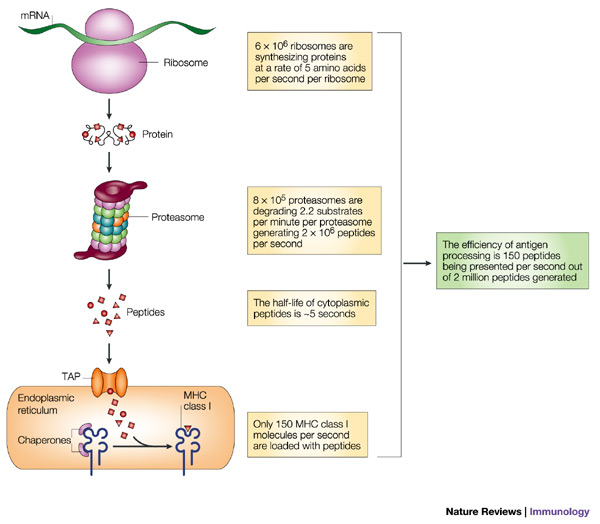 mRNA
Ribosome
6 × 10⁶ ribosomes are
synthesizing proteins
at a rate of 5 amino acids
per second per ribosome
Protein
Proteasome
8 × 10⁵ proteasomes are
degrading 2.2 substrates
per minute per proteasome
generating 2 × 10⁶ peptides
per second
The efficiency of antigen
processing is 150 peptides
being presented per second out
of 2 million peptides generated
Peptides
The half-life of cytoplasmic
peptides is ~5 seconds
TAP
Endoplasmic
reticulum
MHC
class I
Chaperones
Only 150 MHC class I
molecules per second
are loaded with peptides
Nature Reviews | Immunology